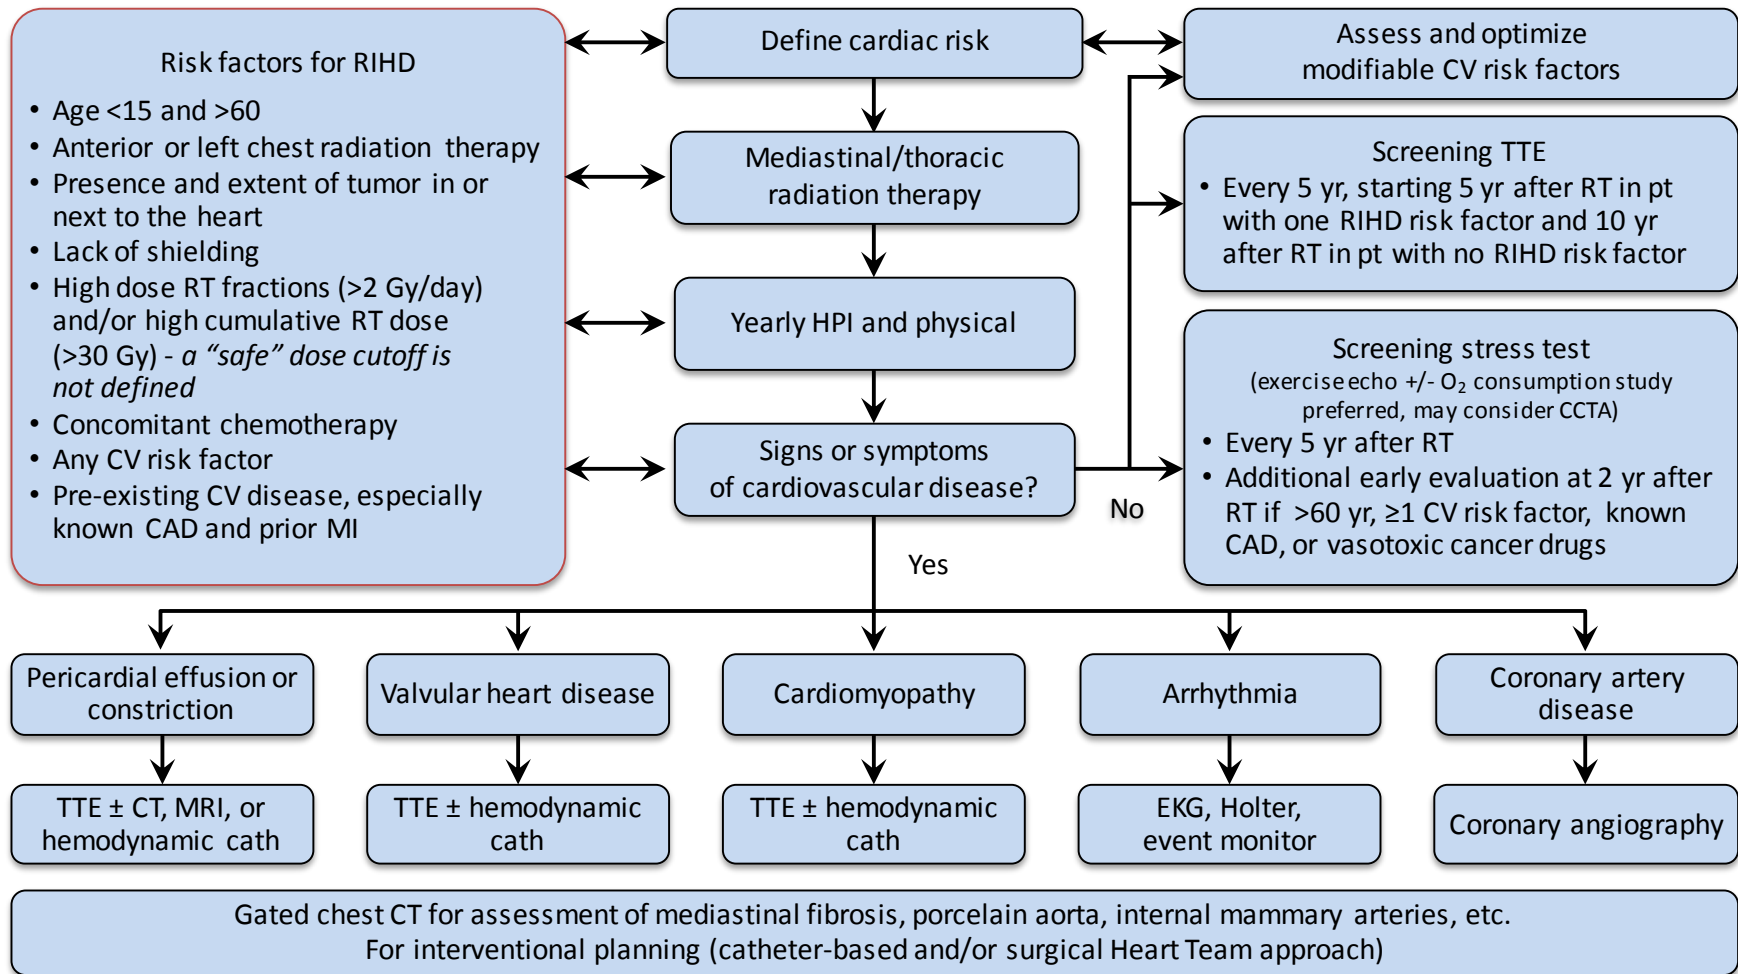 Risk factors for RIHD
• Age <15 and >60
• Anterior or left chest radiation therapy
• Presence and extent of tumor in or
next to the heart
• Lack of shielding
• High dose RT fractions (>2 Gy/day)
and/or high cumulative RT dose
(>30 Gy) - a “safe” dose cutoff is
not defined
• Concomitant chemotherapy
• Any CV risk factor
• Pre-existing CV disease, especially
known CAD and prior MI
Define cardiac risk
Mediastinal/thoracic
radiation therapy
Yearly HPI and physical
Signs or symptoms
of cardiovascular disease?
No
Yes
Assess and optimize
modifiable CV risk factors
Screening TTE
• Every 5 yr, starting 5 yr after RT in pt
with one RIHD risk factor and 10 yr
after RT in pt with no RIHD risk factor
Screening stress test
(exercise echo +/- O₂ consumption study
preferred, may consider CCTA)
• Every 5 yr after RT
• Additional early evaluation at 2 yr after
RT if >60 yr, ≥1 CV risk factor, known
CAD, or vasotoxic cancer drugs
Pericardial effusion or
constriction
Valvular heart disease
Cardiomyopathy
Arrhythmia
Coronary artery
disease
TTE ± CT, MRI, or
hemodynamic cath
TTE ± hemodynamic
cath
TTE ± hemodynamic
cath
EKG, Holter,
event monitor
Coronary angiography
Gated chest CT for assessment of mediastinal fibrosis, porcelain aorta, internal mammary arteries, etc.
For interventional planning (catheter-based and/or surgical Heart Team approach)